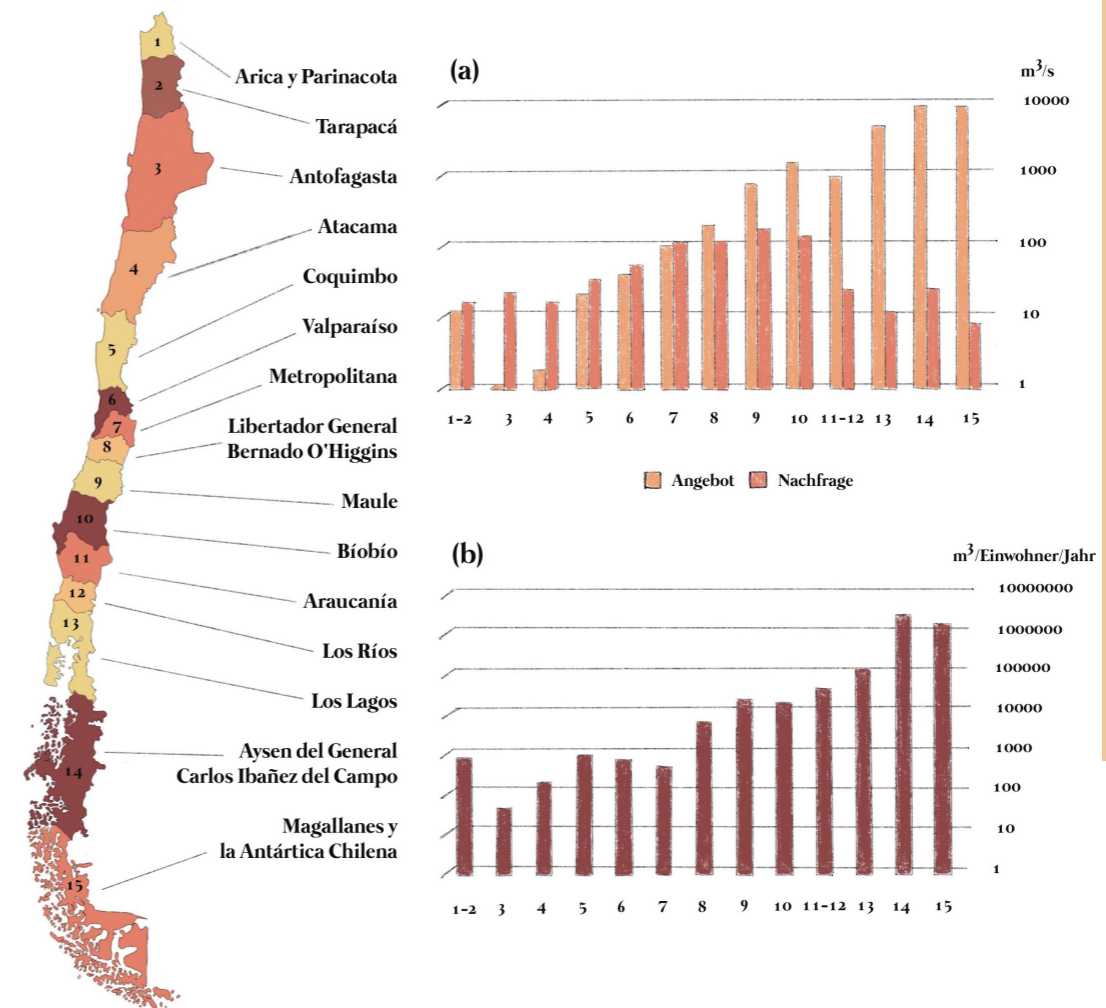 1
2
3
4
5
6
7
8
9
10
11
12
13
14
15
Arica y Parinacota
Tarapacá
Antofagasta
Atacama
Coquimbo
Valparaíso
Metropolitana
Libertador General
Bernado O'Higgins
Maule
Bíobío
Araucanía
Los Ríos
Los Lagos
Aysen del General
Carlos Ibañez del Campo
Magallanes y
la Antártica Chilena
(a)
m³/s
10000
1000
100
10
1
1-2 3 4 5 6 7 8 9 10 11-12 13 14 15
Angebot Nachfrage
(b)
m³/Einwohner/Jahr
10000000
1000000
100000
10000
1000
100
10
1
1-2 3 4 5 6 7 8 9 10 11-12 13 14 15